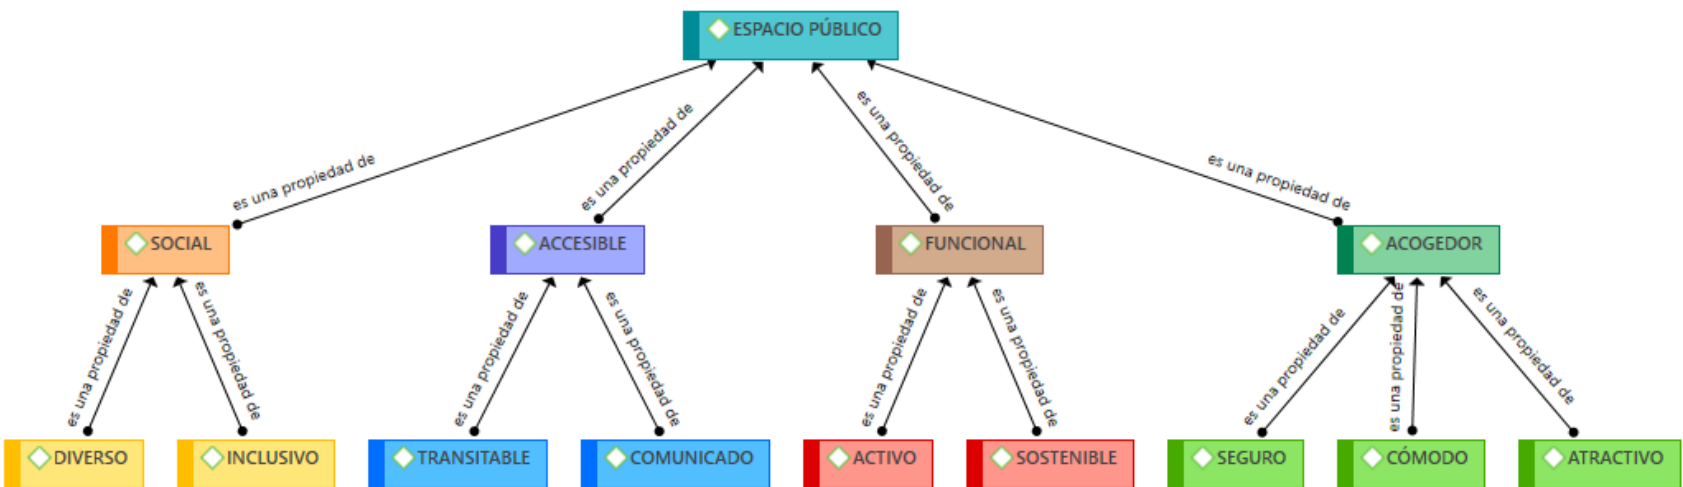 ESPACIO PÚBLICO
es una propiedad de
es una propiedad de
es una propiedad de
es una propiedad de
SOCIAL
ACCESIBLE
FUNCIONAL
ACOGEDOR
es una propiedad de
es una propiedad de
es una propiedad de
es una propiedad de
es una propiedad de
es una propiedad de
es una propiedad de
es una propiedad de
es una propiedad de
DIVERSO
INCLUSIVO
TRANSITABLE
COMUNICADO
ACTIVO
SOSTENIBLE
SEGURO
CÓMODO
ATRACTIVO